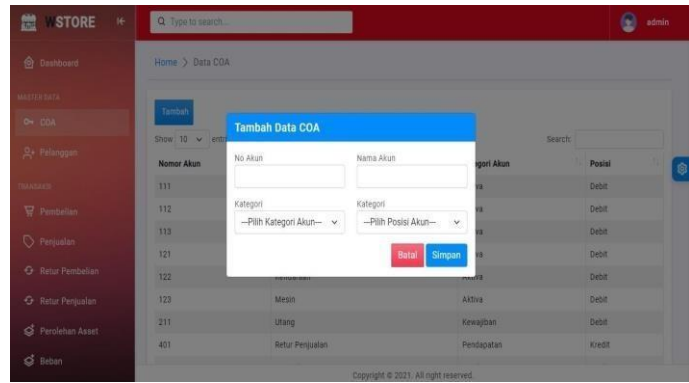 WSTORE
Type to search...
admin
Dashboard
Home > Data COA
MASTER DATA
COA
Pelanggan
TRANSAKSI
Pembelian
Penjualan
Retur Pembelian
Retur Penjualan
Perolehan Asset
Beban
Tambah
Show 10
Search:
Nomor Akun
Posisi
Tambah Data COA
No Akun
Nama Akun
Kategori
Kategori
---Pilih Kategori Akun---
---Pilih Posisi Akun---
Batal
Simpan
111 Debit
112 Debit
113 Debit
121 Debit
122 Debit
123 Mesin Aktiva Debit
211 Utang Kewajiban Debit
401 Retur Penjualan Pendapatan Kredit
Copyright © 2021. All right reserved.